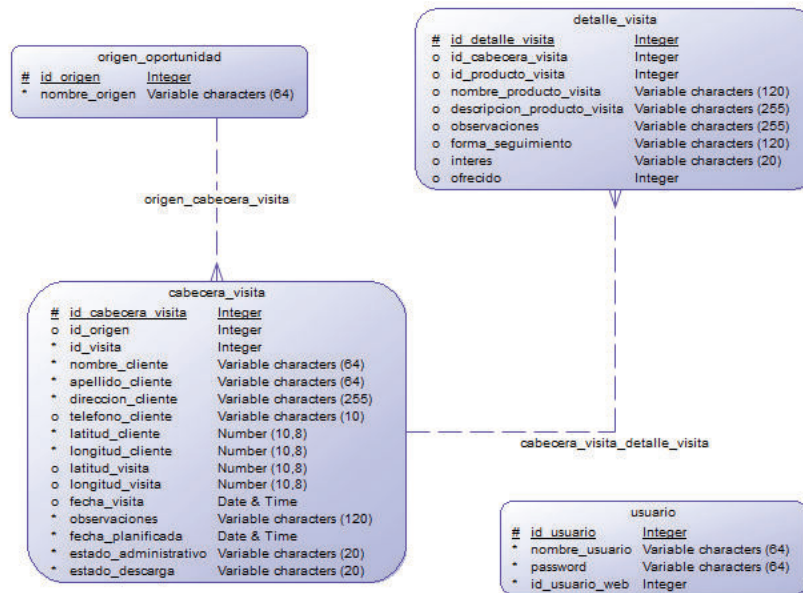 origen_oportunidad
# id_origen Integer
* nombre_origen Variable characters (64)
origen_cabecera_visita
detalle_visita
# id_detalle_visita Integer
o id_cabecera_visita Integer
o id_producto_visita Integer
o nombre_producto_visita Variable characters (120)
o descripcion_producto_visita Variable characters (255)
o observaciones Variable characters (255)
o forma_seguimiento Variable characters (120)
o interes Variable characters (20)
o ofrecido Integer
cabecera_visita
# id_cabecera_visita Integer
o id_origen Integer
* id_visita Integer
* nombre_cliente Variable characters (64)
* apellido_cliente Variable characters (64)
* direccion_cliente Variable characters (255)
o telefono_cliente Variable characters (10)
* latitud_cliente Number (10,8)
* longitud_cliente Number (10,8)
o latitud_visita Number (10,8)
o longitud_visita Number (10,8)
o fecha_visita Date & Time
* observaciones Variable characters (120)
* fecha_planificada Date & Time
* estado_administrativo Variable characters (20)
* estado_descarga Variable characters (20)
cabecera_visita_detalle_visita
usuario
# id_usuario Integer
* nombre_usuario Variable characters (64)
* password Variable characters (64)
* id_usuario_web Integer